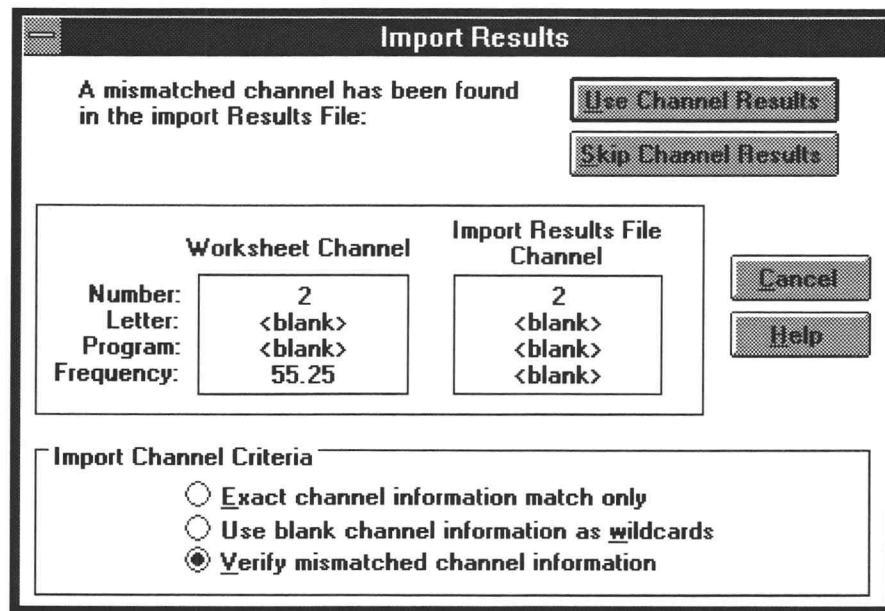 Import Results
A mismatched channel has been found
in the import Results File:
Use Channel Results
Skip Channel Results
Worksheet Channel
Import Results File
Channel
Number: 2 2
Letter: <blank> <blank>
Program: <blank> <blank>
Frequency: 55.25 <blank>
Cancel
Help
Import Channel Criteria
Exact channel information match only
Use blank channel information as wildcards
Verify mismatched channel information